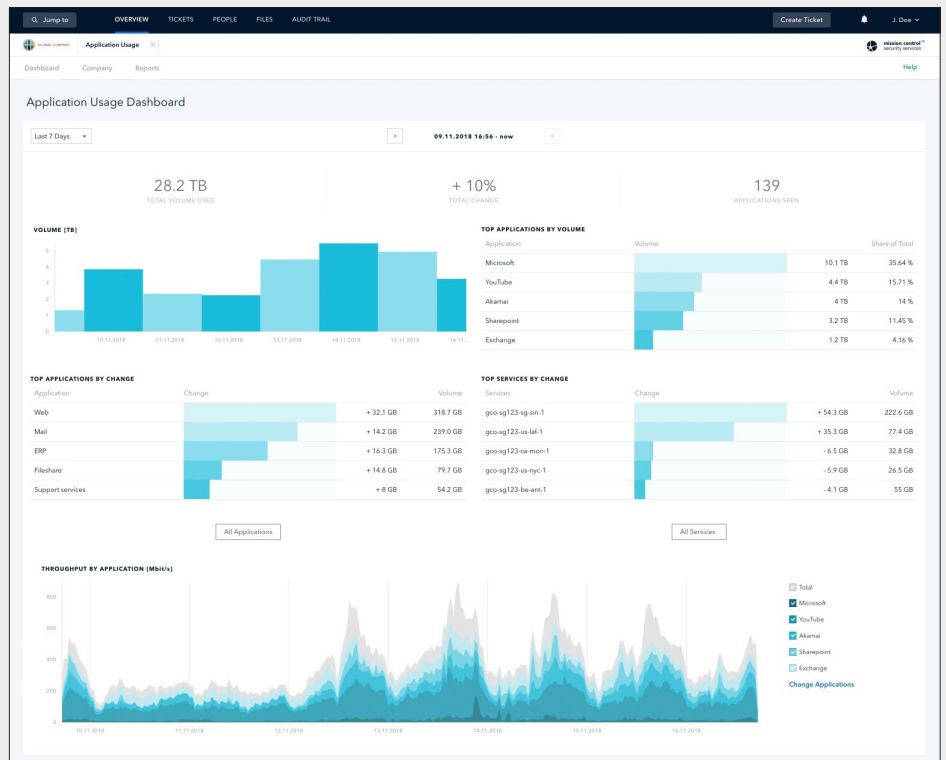 Jump to OVERVIEW TICKETS PEOPLE FILES AUDIT TRAIL Create Ticket J. Doe
GLOBAL COMPANY Application Usage × mission control™
security services
Dashboard Company Reports Help
Application Usage Dashboard
Last 7 Days 09.11.2018 16:56 - now
28.2 TB + 10% 139
TOTAL VOLUME USED TOTAL CHANGE APPLICATIONS SEEN
VOLUME [TB]
5
4
3
2
1
0
10.11.2018 11.11.2018 12.11.2018 13.11.2018 14.11.2018 15.11.2018 16.11.:
TOP APPLICATIONS BY VOLUME
Application Volume Share of Total
Microsoft 10.1 TB 35.64 %
YouTube 4.4 TB 15.71 %
Akamai 4 TB 14 %
Sharepoint 3.2 TB 11.45 %
Exchange 1.2 TB 4.16 %
TOP APPLICATIONS BY CHANGE
Application Change Volume
Web + 32.1 GB 318.7 GB
Mail + 14.2 GB 239.0 GB
ERP + 16.3 GB 175.3 GB
Fileshare + 14.8 GB 79.7 GB
Support services + 8 GB 54.2 GB
All Applications
TOP SERVICES BY CHANGE
Services Change Volume
gco-sg123-sg-sin-1 + 54.3 GB 222.6 GB
gco-sg123-us-laf-1 + 35.3 GB 77.4 GB
gco-sg123-ca-mon-1 - 6.5 GB 32.8 GB
gco-sg123-us-nyc-1 - 5.9 GB 26.5 GB
gco-sg123-be-ant-1 - 4.1 GB 55 GB
All Services
THROUGHPUT BY APPLICATION [Mbit/s]
800
600
400
200
0
10.11.2018 11.11.2018 12.11.2018 13.11.2018 14.11.2018 15.11.2018 16.11.2018
Total
Microsoft
YouTube
Akamai
Sharepoint
Exchange
Change Applications